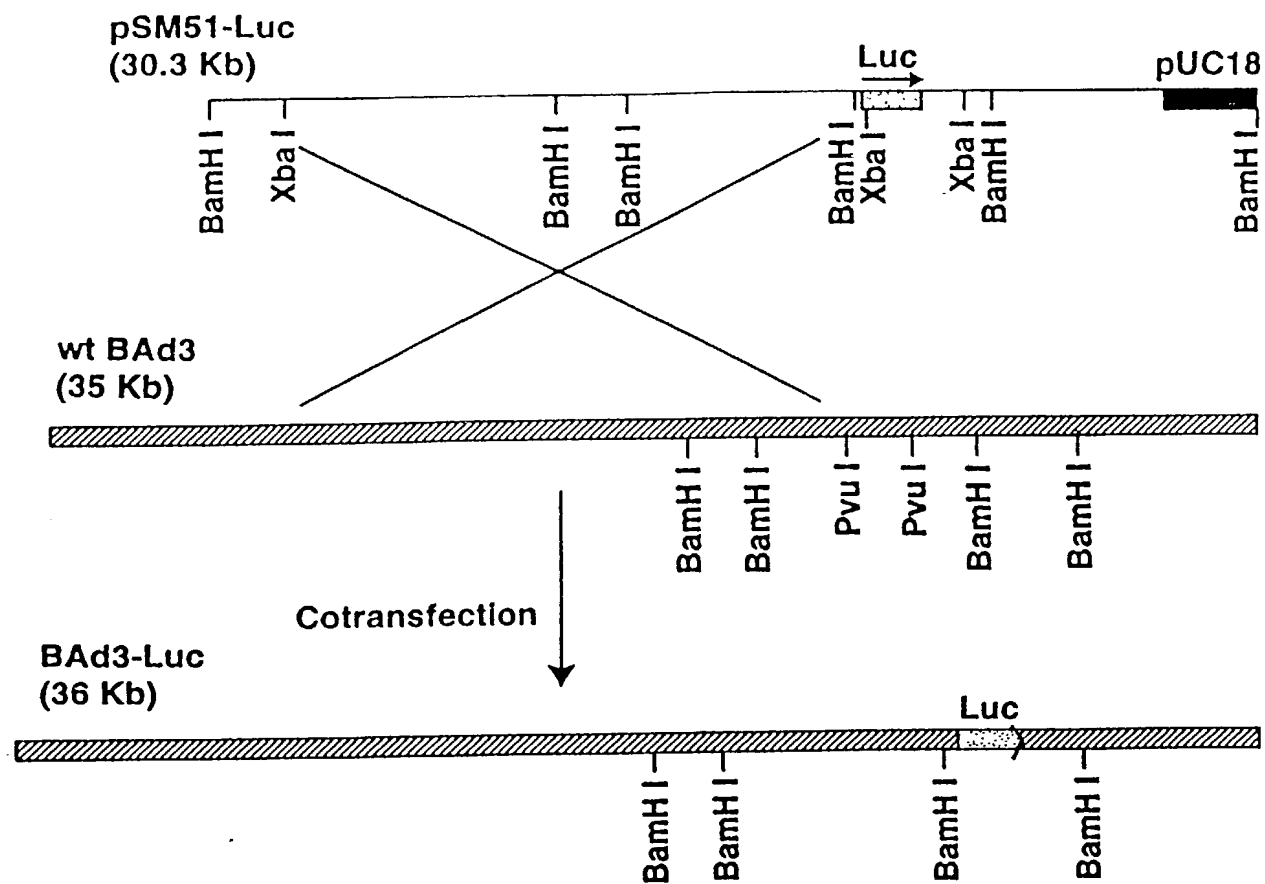 pSM51-Luc
(30.3 Kb)
Luc
pUC18
BamH I
Xba I
BamH I
BamH I
BamH I
Xba I
Xba I
BamH I
BamH I
wt BAd3
(35 Kb)
BamH I
BamH I
Pvu I
Pvu I
BamH I
BamH I
Cotransfection
BAd3-Luc
(36 Kb)
Luc
BamH I
BamH I
BamH I
BamH I